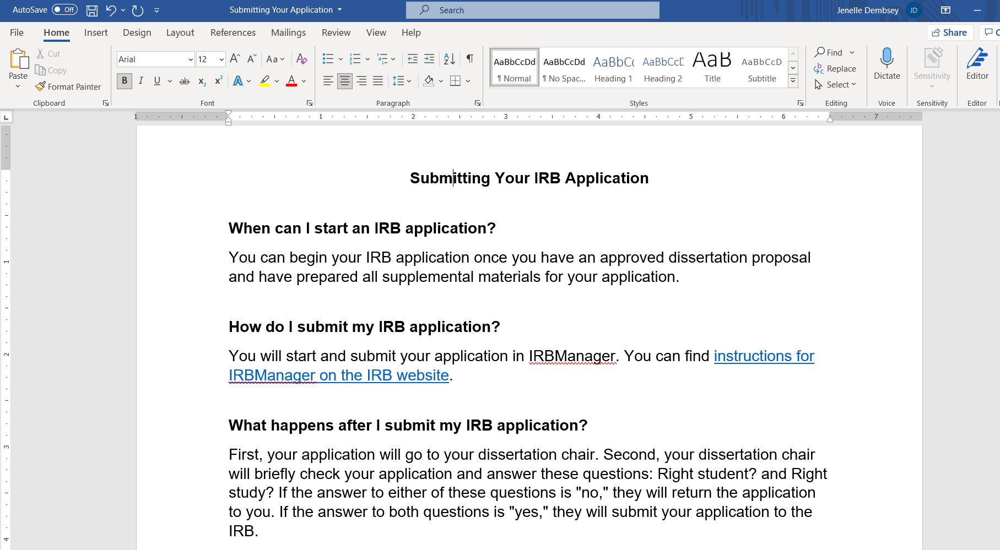 AutoSave Off Submitting Your Application Search Jenelle Dembsey JD
File Home Insert Design Layout References Mailings Review View Help Share
Paste Cut Copy Format Painter Clipboard
Arial 12 Aa B I U ab x₂ x² A A Font
Paragraph
AaBbCcDd ¶ Normal AaBbCcDd ¶ No Spac... AaBbCc Heading 1 AaBbCcD Heading 2 AaB Title AaBbCcD Subtitle Styles
Find Replace Select Editing
Dictate Voice
Sensitivity Sensitivity
Editor Editor
1 1 2 3 4 5 6 7
1
2
3
4
Submitting Your IRB Application
When can I start an IRB application?
You can begin your IRB application once you have an approved dissertation proposal
and have prepared all supplemental materials for your application.
How do I submit my IRB application?
You will start and submit your application in IRBManager. You can find instructions for
IRBManager on the IRB website.
What happens after I submit my IRB application?
First, your application will go to your dissertation chair. Second, your dissertation chair
will briefly check your application and answer these questions: Right student? and Right
study? If the answer to either of these questions is "no," they will return the application
to you. If the answer to both questions is "yes," they will submit your application to the
IRB.